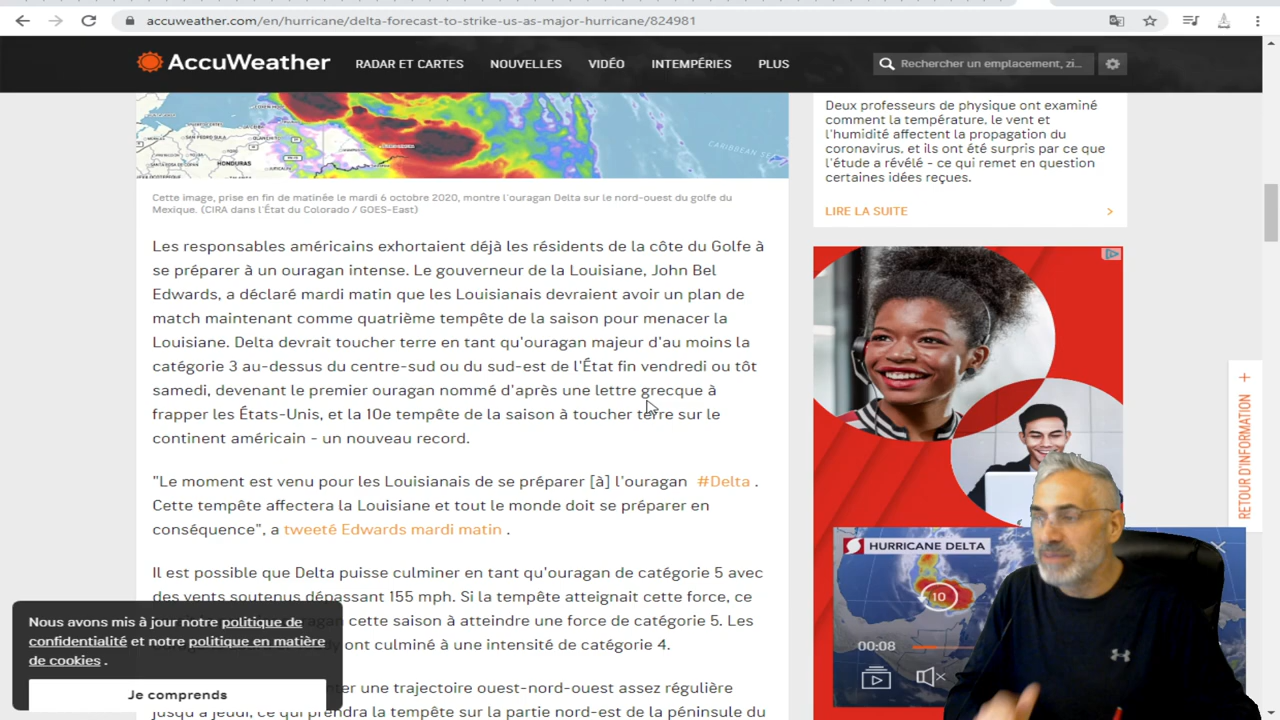 accuweather.com/en/hurricane/delta-forecast-to-strike-us-as-major-hurricane/824981
AccuWeather
RADAR ET CARTES
NOUVELLES
VIDÉO
INTEMPÉRIES
PLUS
Rechercher un emplacement, zi...
HONDURAS
CARIBBEAN SEA
Cette image, prise en fin de matinée le mardi 6 octobre 2020, montre l'ouragan Delta sur le nord-ouest du golfe du
Mexique. (CIRA dans l'État du Colorado / GOES-East)
Les responsables américains exhortaient déjà les résidents de la côte du Golfe à
se préparer à un ouragan intense. Le gouverneur de la Louisiane, John Bel
Edwards, a déclaré mardi matin que les Louisianais devraient avoir un plan de
match maintenant comme quatrième tempête de la saison pour menacer la
Louisiane. Delta devrait toucher terre en tant qu'ouragan majeur d'au moins la
catégorie 3 au-dessus du centre-sud ou du sud-est de l'État fin vendredi ou tôt
samedi, devenant le premier ouragan nommé d'après une lettre grecque à
frapper les États-Unis, et la 10e tempête de la saison à toucher terre sur le
continent américain - un nouveau record.
"Le moment est venu pour les Louisianais de se préparer [à] l'ouragan #Delta .
Cette tempête affectera la Louisiane et tout le monde doit se préparer en
conséquence", a tweeté Edwards mardi matin .
Il est possible que Delta puisse culminer en tant qu'ouragan de catégorie 5 avec
des vents soutenus dépassant 155 mph. Si la tempête atteignait cette force, ce
cette saison à atteindre une force de catégorie 5. Les
ont culminé à une intensité de catégorie 4.
une trajectoire ouest-nord-ouest assez régulière
jusqu'à jeudi, ce qui prendra la tempête sur la partie nord-est de la péninsule du
Nous avons mis à jour notre politique de
confidentialité et notre politique en matière
de cookies .
Je comprends
Deux professeurs de physique ont examiné
comment la température, le vent et
l'humidité affectent la propagation du
coronavirus, et ils ont été surpris par ce que
l'étude a révélé - ce qui remet en question
certaines idées reçues.
LIRE LA SUITE
RETOUR D'INFORMATION
HURRICANE DELTA
10
00:08